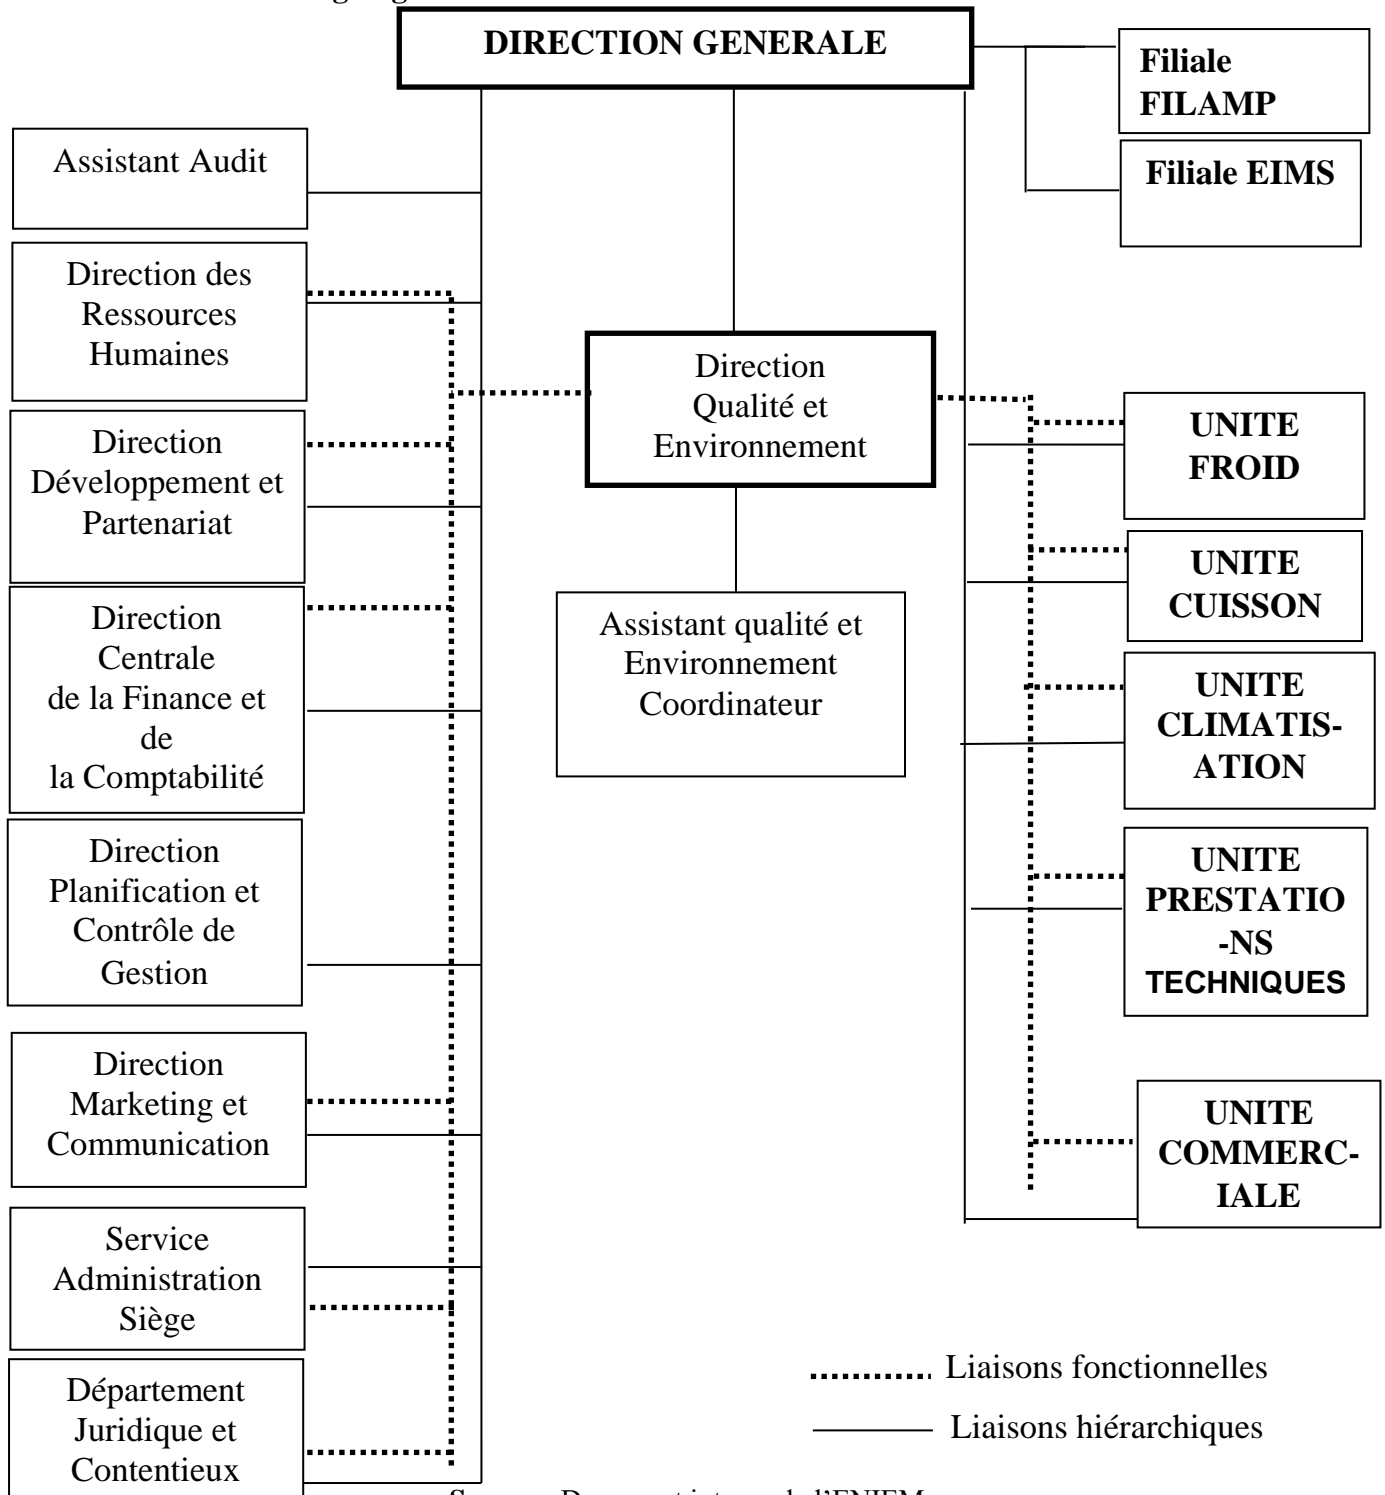 DIRECTION GENERALE
Filiale
FILAMP
Filiale EIMS
Assistant Audit
Direction des
Ressources
Humaines
Direction
Développement et
Partenariat
Direction
Centrale
de la Finance et
de
la Comptabilité
Direction
Planification et
Contrôle de
Gestion
Direction
Marketing et
Communication
Service
Administration
Siège
Département
Juridique et
Contentieux
Direction
Qualité et
Environnement
Assistant qualité et
Environnement
Coordinateur
UNITE
FROID
UNITE
CUISSON
UNITE
CLIMATIS-
ATION
UNITE
PRESTATIO
-NS
TECHNIQUES
UNITE
COMMERC-
IALE
Liaisons fonctionnelles
Liaisons hiérarchiques